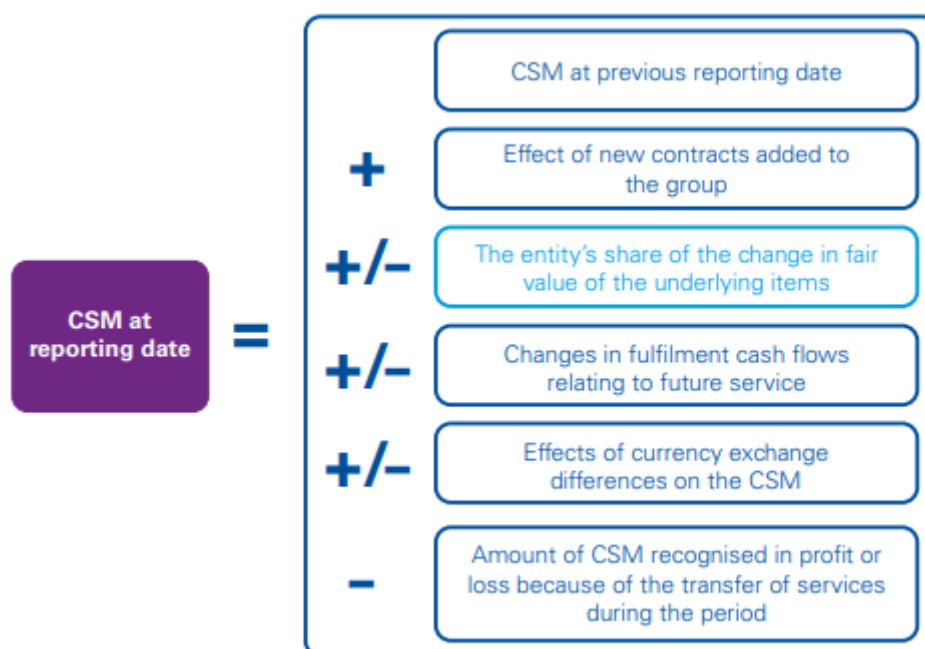 CSM at previous reporting date
+
Effect of new contracts added to
the group
+/–
The entity's share of the change in fair
value of the underlying items
CSM at
reporting date
=
+/–
Changes in fulfilment cash flows
relating to future service
+/–
Effects of currency exchange
differences on the CSM
–
Amount of CSM recognised in profit or
loss because of the transfer of services
during the period